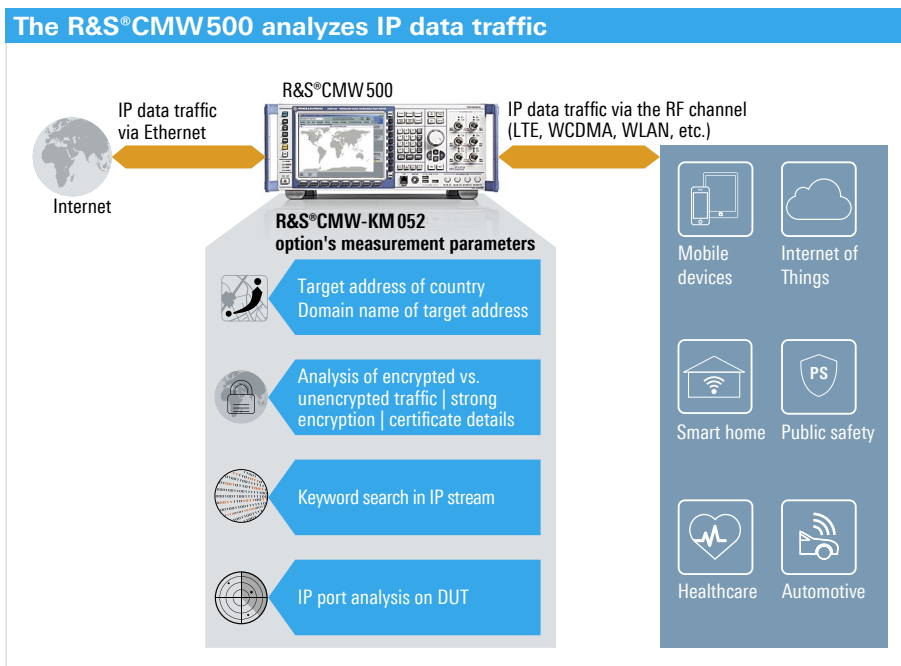 The R&S®CMW500 analyzes IP data traffic
R&S®CMW500
IP data traffic
via Ethernet
IP data traffic via the RF channel
(LTE, WCDMA, WLAN, etc.)
Internet
R&S®CMW-KM052
option's measurement parameters
Target address of country
Domain name of target address
Analysis of encrypted vs.
unencrypted traffic | strong
encryption | certificate details
Keyword search in IP stream
IP port analysis on DUT
Mobile
devices
Internet of
Things
Smart home
PS
Public safety
Healthcare
Automotive